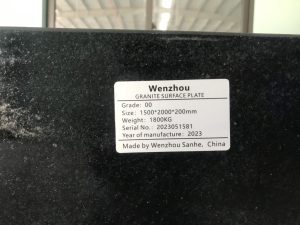 Wenzhou
GRANITE SURFACE PLATE
Grade: 00
Size: 1500*2000*200mm
Weight: 1800KG
Serial No.: 2023051581
Year of manufacture: 2023
Made by Wenzhou Sanhe, China